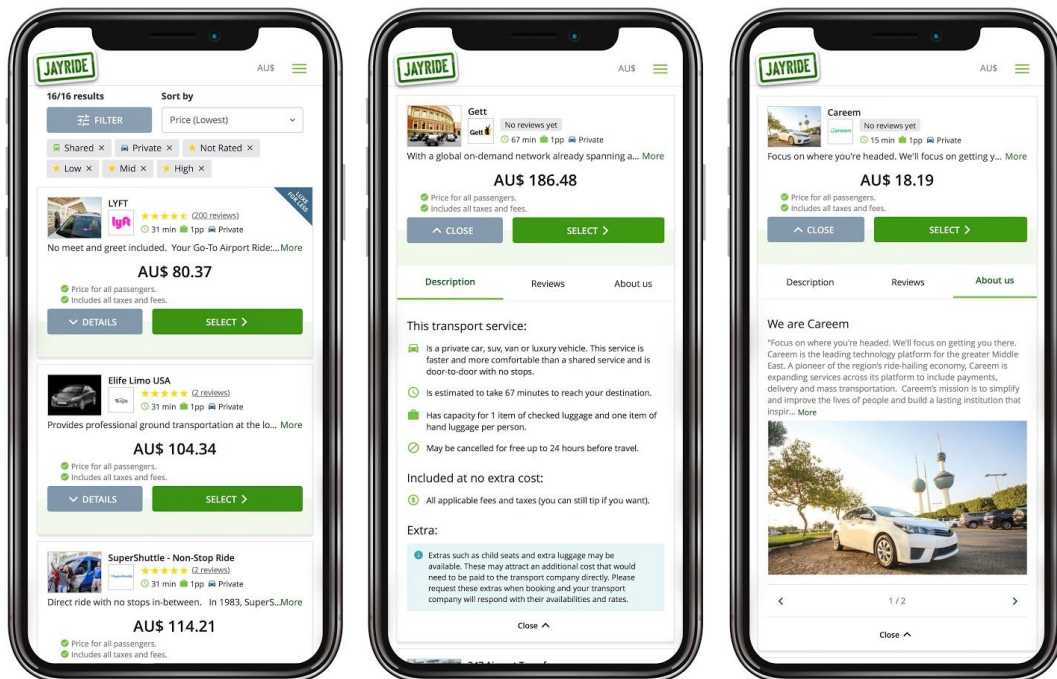 JAYRIDE
AU$
16/16 results
Sort by
FILTER
Price (Lowest)
Shared ×
Private ×
Not Rated ×
Low ×
Mid ×
High ×
LUXE
FOR LESS
LYFT
lyft
(200 reviews)
31 min 1pp Private
No meet and greet included. Your Go-To Airport Ride:...More
AU$ 80.37
Price for all passengers.
Includes all taxes and fees.
DETAILS
SELECT
Elife Limo USA
(2 reviews)
31 min 1pp Private
Provides professional ground transportation at the lo... More
AU$ 104.34
Price for all passengers.
Includes all taxes and fees.
DETAILS
SELECT
SuperShuttle - Non-Stop Ride
SuperShuttle
(2 reviews)
31 min 1pp Private
Direct ride with no stops in-between. In 1983, SuperS...More
AU$ 114.21
Price for all passengers.
Includes all taxes and fees.
JAYRIDE
AU$
Gett
Gett
No reviews yet
67 min 1pp Private
With a global on-demand network already spanning a... More
AU$ 186.48
Price for all passengers.
Includes all taxes and fees.
CLOSE
SELECT
Description
Reviews
About us
This transport service:
Is a private car, suv, van or luxury vehicle. This service is
faster and more comfortable than a shared service and is
door-to-door with no stops.
Is estimated to take 67 minutes to reach your destination.
Has capacity for 1 item of checked luggage and one item of
hand luggage per person.
May be cancelled for free up to 24 hours before travel.
Included at no extra cost:
All applicable fees and taxes (you can still tip if you want).
Extra:
Extras such as child seats and extra luggage may be
available. These may attract an additional cost that would
need to be paid to the transport company directly. Please
request these extras when booking and your transport
company will respond with their availabilities and rates.
Close
JAYRIDE
AU$
Careem
Careem
No reviews yet
15 min 1pp Private
Focus on where you're headed. We'll focus on getting y... More
AU$ 18.19
Price for all passengers.
Includes all taxes and fees.
CLOSE
SELECT
Description
Reviews
About us
We are Careem
"Focus on where you're headed. We'll focus on getting you there.
Careem is the leading technology platform for the greater Middle
East. A pioneer of the region's ride-hailing economy, Careem is
expanding services across its platform to include payments,
delivery and mass transportation. Careem's mission is to simplify
and improve the lives of people and build a lasting institution that
inspir... More
1 / 2
Close